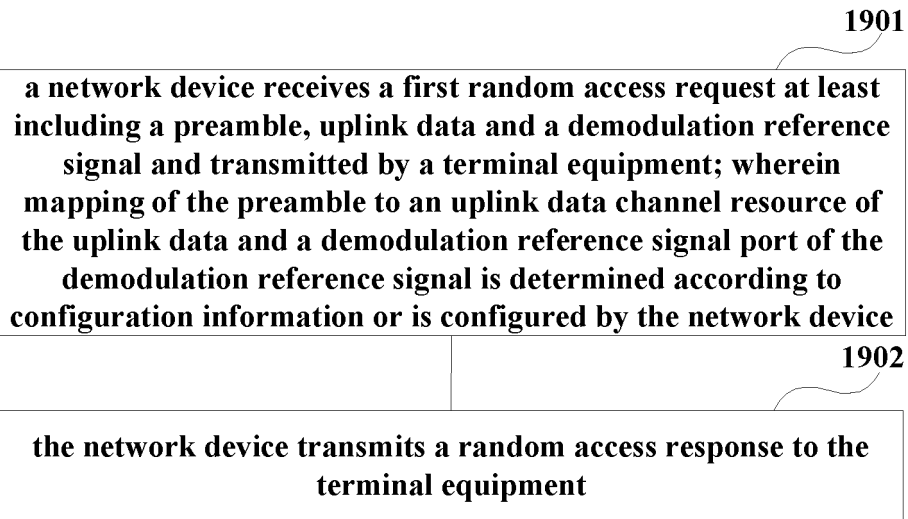 1901
a network device receives a first random access request at least
including a preamble, uplink data and a demodulation reference
signal and transmitted by a terminal equipment; wherein
mapping of the preamble to an uplink data channel resource of
the uplink data and a demodulation reference signal port of the
demodulation reference signal is determined according to
configuration information or is configured by the network device
1902
the network device transmits a random access response to the
terminal equipment